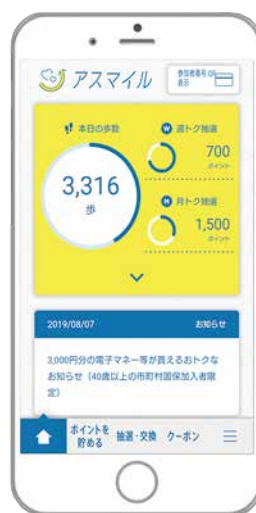 アスマイル
参加者番号QR
表示
本日の歩数
3,316
歩
W 週トク抽選
700
ポイント
M 月トク抽選
1,500
ポイント
2019/08/07 お知らせ
3,000円分の電子マネー等が貰えるおトクな
お知らせ（40歳以上の市町村国保加入者限
定）
ポイントを
貯める
抽選・交換
クーポン